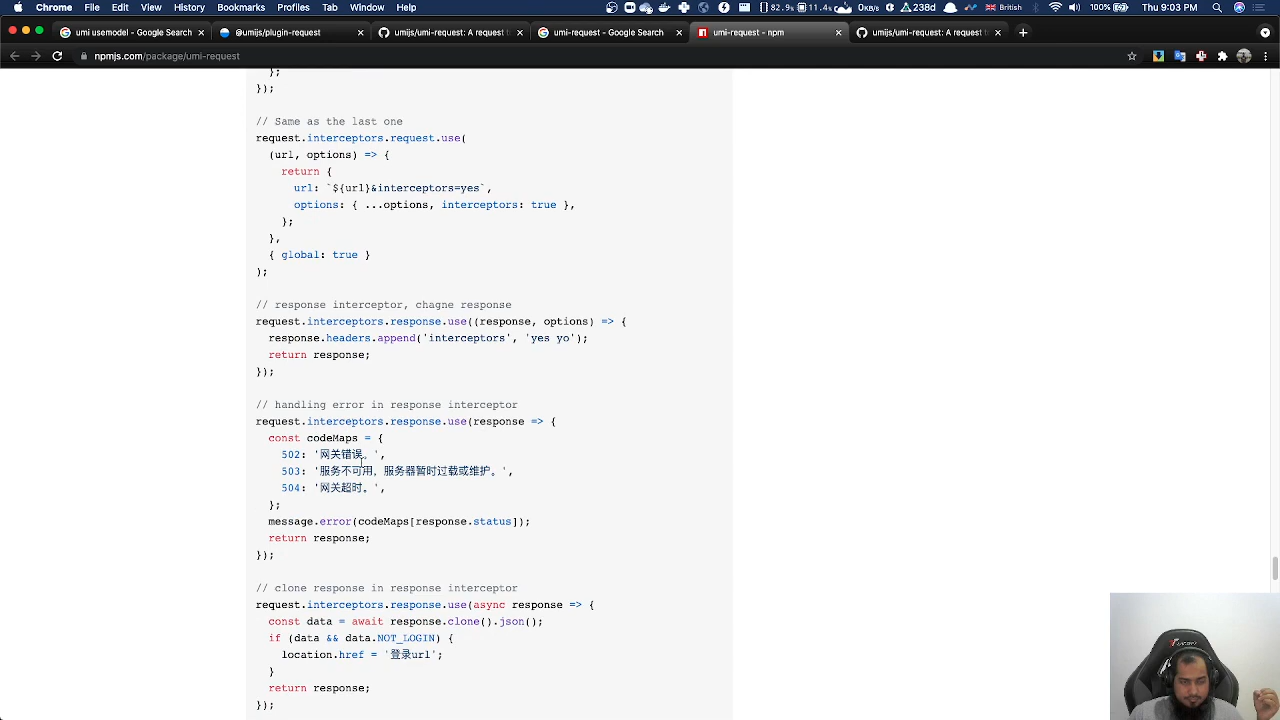 Chrome File Edit View History Bookmarks Profiles Tab Window Help 82.9% 11.4 0kB/s 238d British 100% Thu 9:03 PM
umi usemodel - Google Search @umijs/plugin-request umijs/umi-request: A request t umi-request - Google Search umi-request - npm umijs/umi-request: A request t
npmjs.com/package/umi-request
};
});
// Same as the last one
request.interceptors.request.use(
(url, options) => {
return {
url: `${url}&interceptors=yes`,
options: { ...options, interceptors: true },
};
},
{ global: true }
);
// response interceptor, chagne response
request.interceptors.response.use((response, options) => {
response.headers.append('interceptors', 'yes yo');
return response;
});
// handling error in response interceptor
request.interceptors.response.use(response => {
const codeMaps = {
502: '网关错误。',
503: '服务不可用，服务器暂时过载或维护。',
504: '网关超时。',
};
message.error(codeMaps[response.status]);
return response;
});
// clone response in response interceptor
request.interceptors.response.use(async response => {
const data = await response.clone().json();
if (data && data.NOT_LOGIN) {
location.href = '登录url';
}
return response;
});